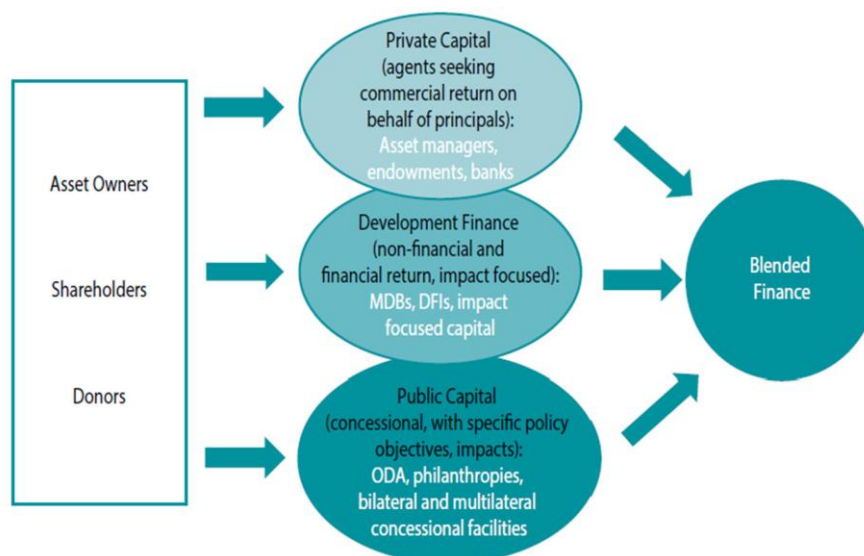 Asset Owners
Shareholders
Donors
Private Capital
(agents seeking
commercial return on
behalf of principals):
Asset managers,
endowments, banks
Development Finance
(non-financial and
financial return, impact focused):
MDBs, DFIs, impact
focused capital
Public Capital
(concessional, with specific policy
objectives, impacts):
ODA, philanthropies,
bilateral and multilateral
concessional facilities
Blended
Finance